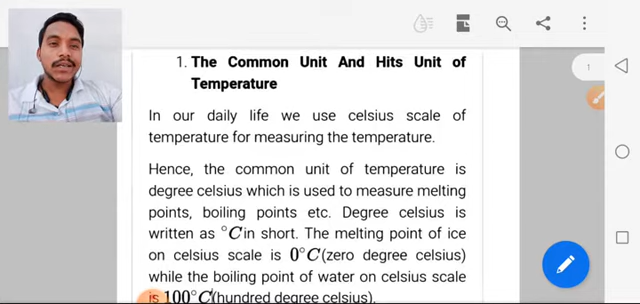 1. The Common Unit And Hits Unit of
Temperature
In our daily life we use celsius scale of
temperature for measuring the temperature.
Hence, the common unit of temperature is
degree celsius which is used to measure melting
points, boiling points etc. Degree celsius is
written as °C in short. The melting point of ice
on celsius scale is 0°C (zero degree celsius)
while the boiling point of water on celsius scale
is 100°C (hundred degree celsius).
1